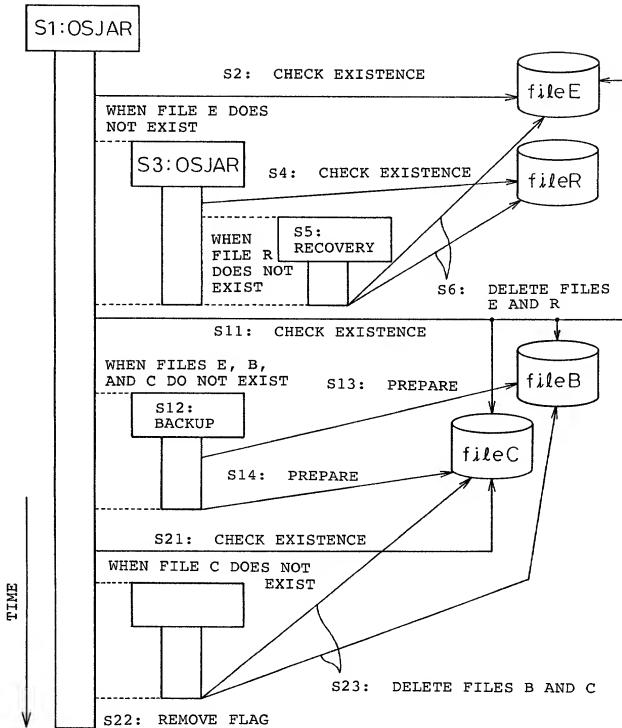 S1:OSJAR
S2: CHECK EXISTENCE
fileE
WHEN FILE E DOES
NOT EXIST
S3:OSJAR
S4: CHECK EXISTENCE
fileR
WHEN
FILE R
DOES NOT
EXIST
S5:
RECOVERY
S6: DELETE FILES
E AND R
S11: CHECK EXISTENCE
WHEN FILES E, B,
AND C DO NOT EXIST
S13: PREPARE
fileB
S12:
BACKUP
fileC
S14: PREPARE
S21: CHECK EXISTENCE
WHEN FILE C DOES NOT
EXIST
TIME
S23: DELETE FILES B AND C
S22: REMOVE FLAG